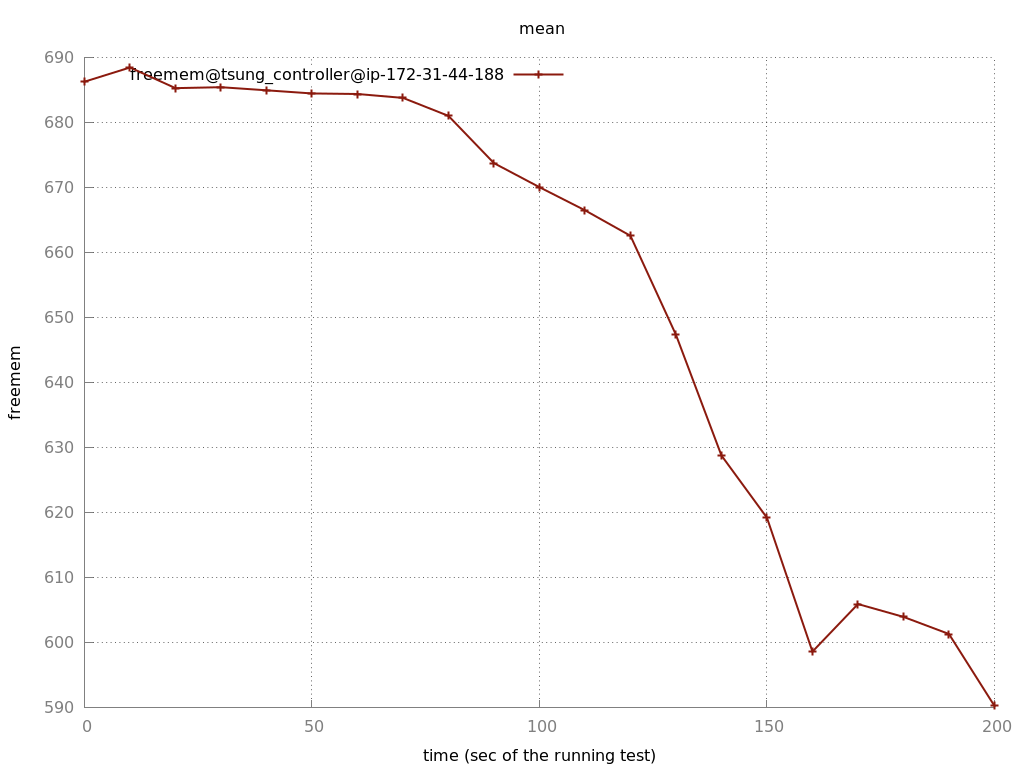 mean
690
freemem@tsung_controller@ip-172-31-44-188
680
670
660
650
640
630
620
610
600
590
freemem
0 50 100 150 200
time (sec of the running test)